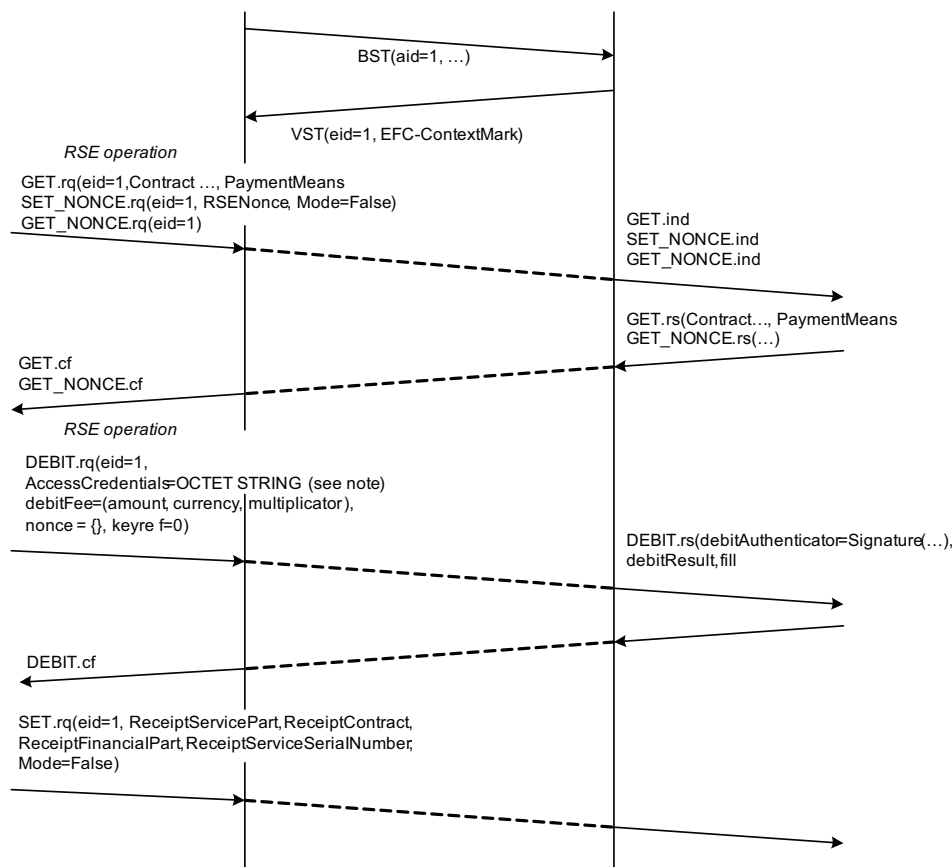 BST(aid=1, …)
VST(eid=1, EFC-ContextMark)
RSE operation
GET.rq(eid=1,Contract …, PaymentMeans
SET_NONCE.rq(eid=1, RSENonce, Mode=False)
GET_NONCE.rq(eid=1)
GET.ind
SET_NONCE.ind
GET_NONCE.ind
GET.rs(Contract…, PaymentMeans
GET_NONCE.rs(…)
GET.cf
GET_NONCE.cf
RSE operation
DEBIT.rq(eid=1,
AccessCredentials=OCTET STRING (see note)
debitFee=(amount, currency, multiplicator),
nonce = {}, keyre f=0)
DEBIT.rs(debitAuthenticator=Signature(…),
debitResult,fill
DEBIT.cf
SET.rq(eid=1, ReceiptServicePart,ReceiptContract,
ReceiptFinancialPart,ReceiptServiceSerialNumber,
Mode=False)